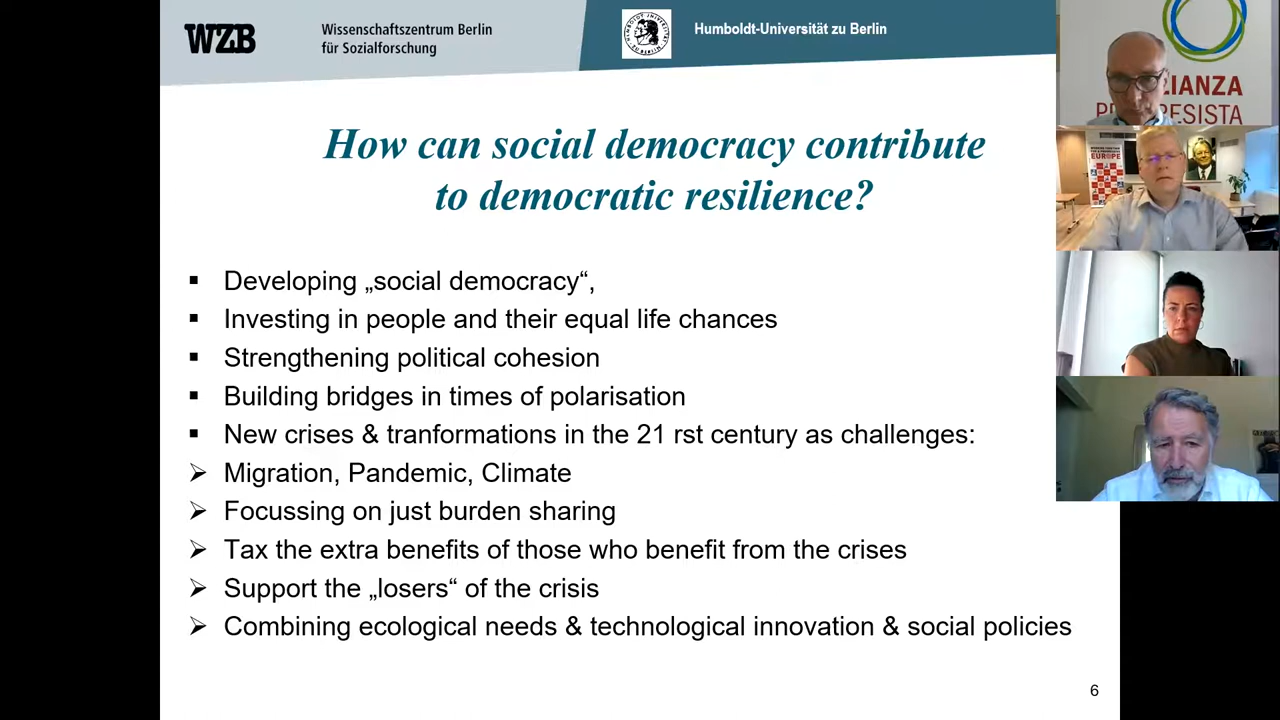 WZB
Wissenschaftszentrum Berlin
für Sozialforschung
Humboldt-Universität zu Berlin
How can social democracy contribute
to democratic resilience?
▪ Developing „social democracy“,
▪ Investing in people and their equal life chances
▪ Strengthening political cohesion
▪ Building bridges in times of polarisation
▪ New crises & tranformations in the 21 rst century as challenges:
➢ Migration, Pandemic, Climate
➢ Focussing on just burden sharing
➢ Tax the extra benefits of those who benefit from the crises
➢ Support the „losers“ of the crisis
➢ Combining ecological needs & technological innovation & social policies
6
IANZA
P RESISTA
EUROPE